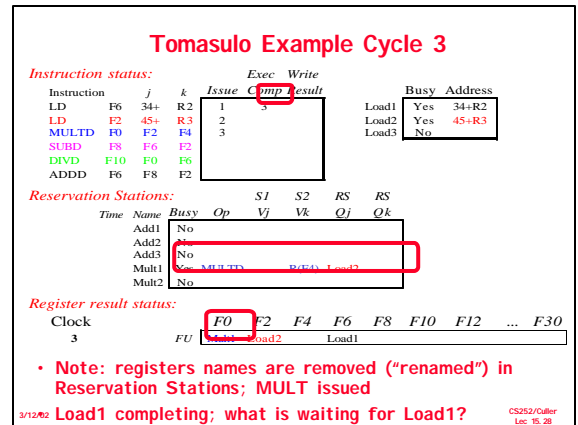 Tomasulo Example Cycle 3
Instruction status: Exec Write
Instruction j k Issue Comp Result Busy Address
LD F6 34+ R2 1 3 Load1 Yes 34+R2
LD F2 45+ R3 2 Load2 Yes 45+R3
MULTD F0 F2 F4 3 Load3 No
SUBD F8 F6 F2
DIVD F10 F0 F6
ADDD F6 F8 F2
Reservation Stations: S1 S2 RS RS
Time Name Busy Op Vj Vk Qj Qk
Add1 No
Add2 No
Add3 No
Mult1 Yes MULTD R(F4) Load2
Mult2 No
Register result status:
Clock F0 F2 F4 F6 F8 F10 F12 ... F30
3 FU Mult1 Load2 Load1
• Note: registers names are removed (“renamed”) in
Reservation Stations; MULT issued
• Load1 completing; what is waiting for Load1?
3/12/02
CS252/Culler
Lec 15.28